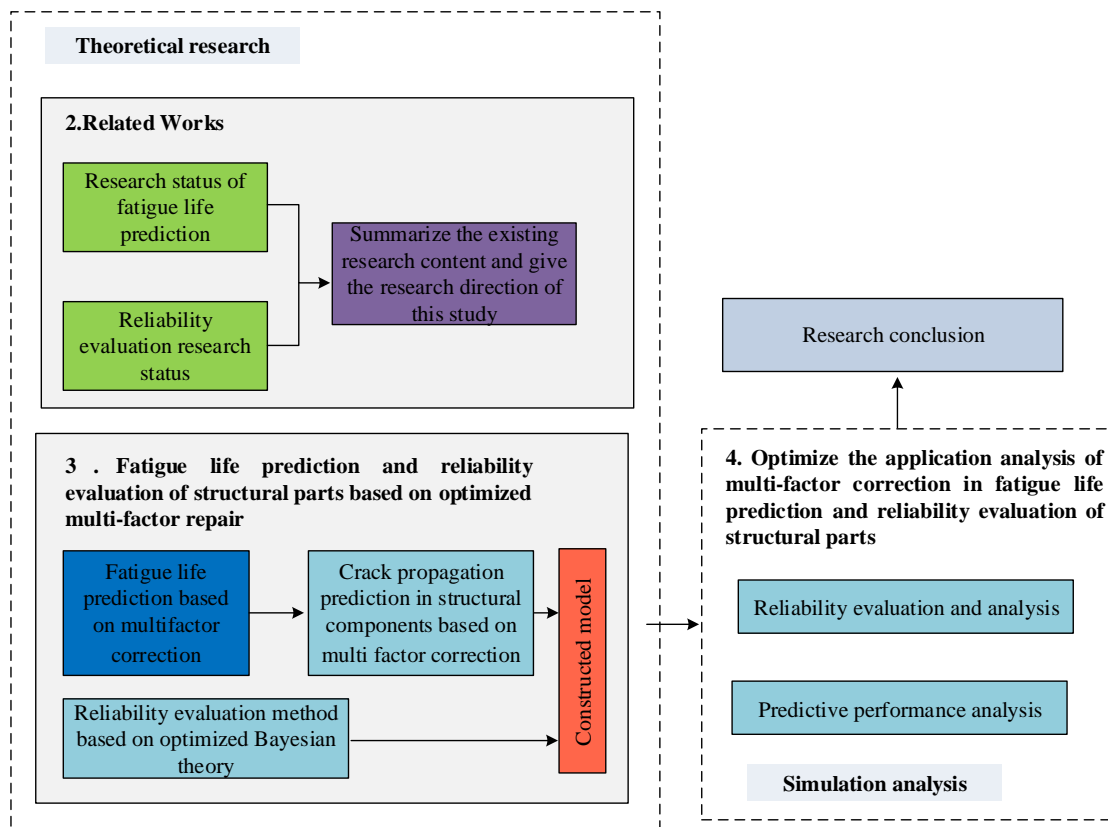 Theoretical research
2.Related Works
Research status of
fatigue life
prediction
Reliability
evaluation research
status
Summarize the existing
research content and give
the research direction of
this study
3 . Fatigue life prediction and reliability
evaluation of structural parts based on optimized
multi-factor repair
Fatigue life
prediction based
on multifactor
correction
Crack propagation
prediction in structural
components based on
multi factor correction
Reliability evaluation method
based on optimized Bayesian
theory
Constructed model
Research conclusion
4. Optimize the application analysis of
multi-factor correction in fatigue life
prediction and reliability evaluation of
structural parts
Reliability evaluation and analysis
Predictive performance analysis
Simulation analysis